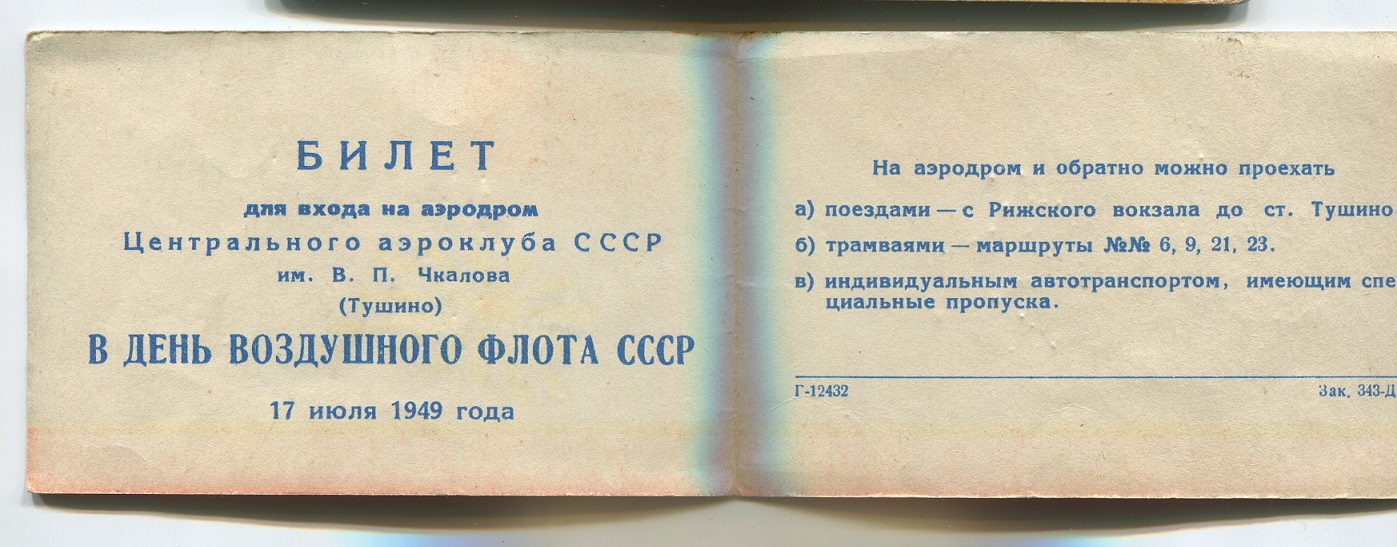 БИЛЕТ
для входа на аэродром
Центрального аэроклуба СССР
им. В. П. Чкалова
(Тушино)
В ДЕНЬ ВОЗДУШНОГО ФЛОТА СССР
17 июля 1949 года
На аэродром и обратно можно проехать
а) поездами — с Рижского вокзала до ст. Тушино
б) трамваями — маршруты №№ 6, 9, 21, 23.
в) индивидуальным автотранспортом, имеющим спе
циальные пропуска.
Г-12432 Зак. 343-Д